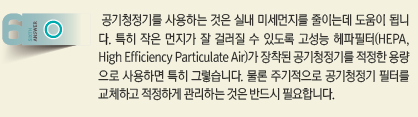 공기청정기를 사용하는 것은 실내 미세먼지를 줄이는데 도움이 됩니
다. 특히 작은 먼지가 잘 걸러질 수 있도록 고성능 헤파필터(HEPA,
High Efficiency Particulate Air)가 장착된 공기청정기를 적정한 용량
으로 사용하면 특히 그렇습니다. 물론 주기적으로 공기청정기 필터를
교체하고 적정하게 관리하는 것은 반드시 필요합니다.